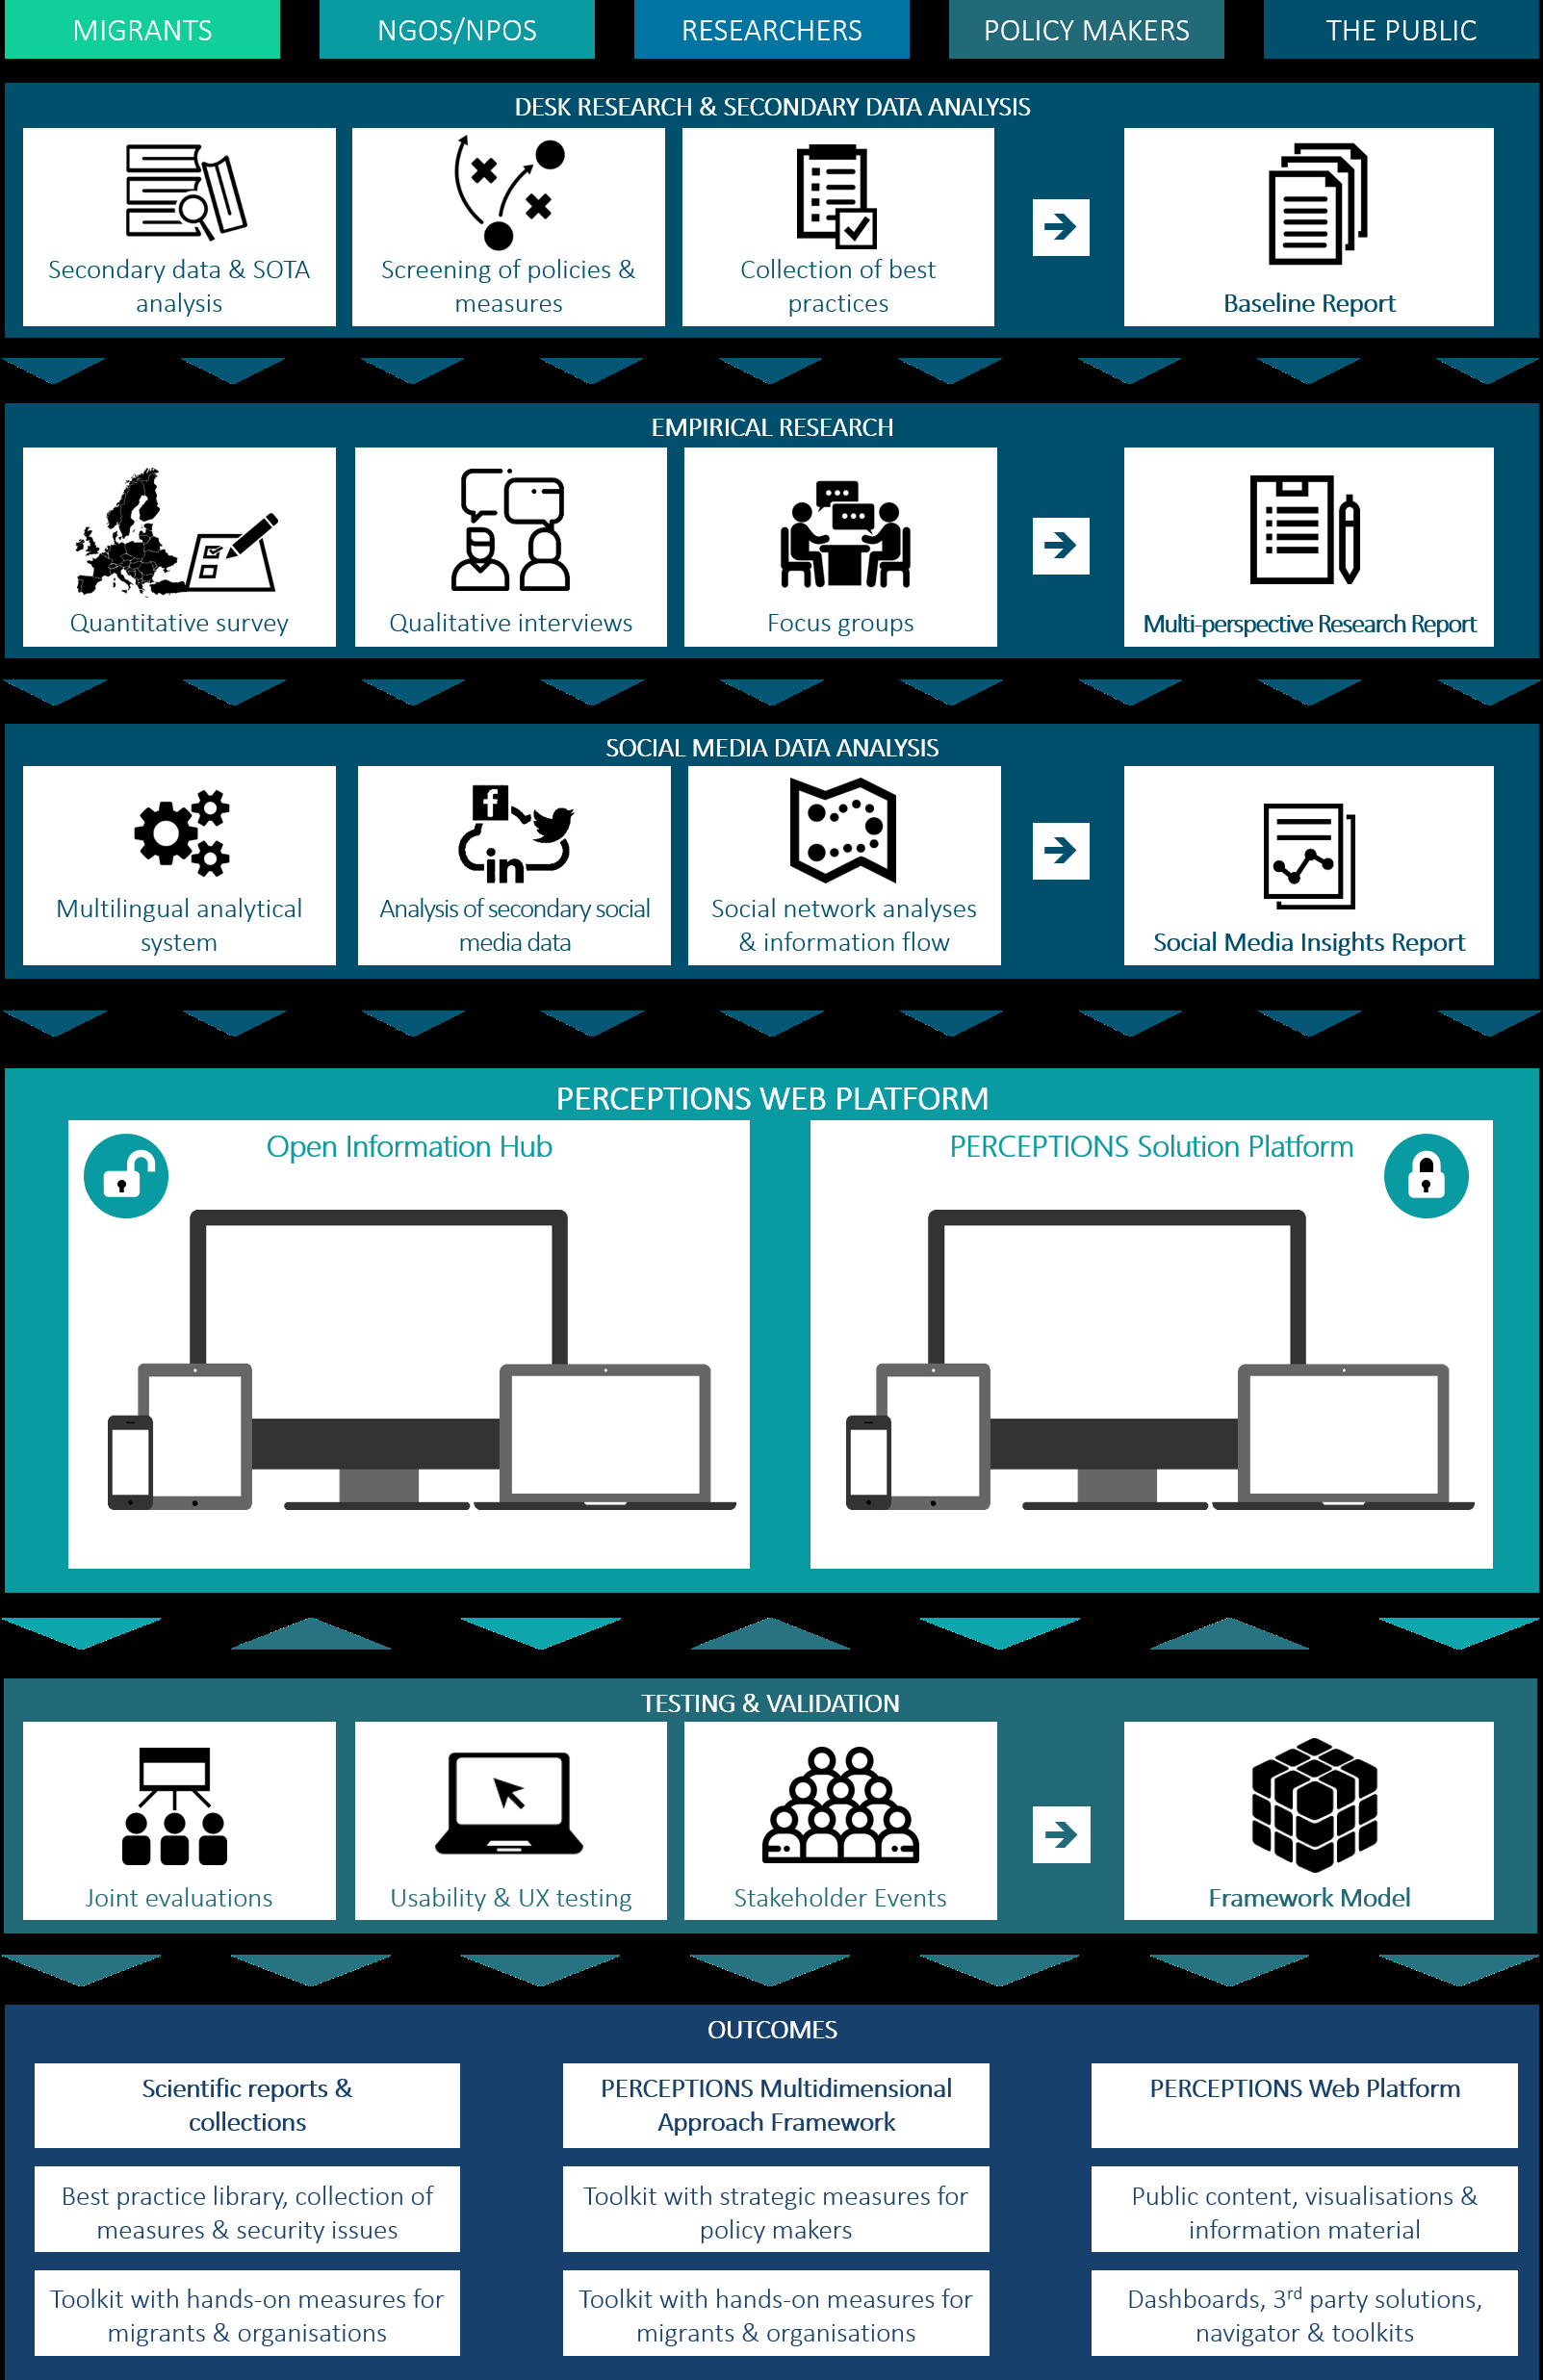 MIGRANTS
NGOS/NPOS
RESEARCHERS
POLICY MAKERS
THE PUBLIC
DESK RESEARCH & SECONDARY DATA ANALYSIS
Secondary data & SOTA
analysis
Screening of policies &
measures
Collection of best
practices
Baseline Report
EMPIRICAL RESEARCH
Quantitative survey
Qualitative interviews
Focus groups
Multi-perspective Research Report
SOCIAL MEDIA DATA ANALYSIS
f
in
Multilingual analytical
system
Analysis of secondary social
media data
Social network analyses
& information flow
Social Media Insights Report
PERCEPTIONS WEB PLATFORM
Open Information Hub
PERCEPTIONS Solution Platform
TESTING & VALIDATION
Joint evaluations
Usability & UX testing
Stakeholder Events
Framework Model
OUTCOMES
Scientific reports &
collections
PERCEPTIONS Multidimensional
Approach Framework
PERCEPTIONS Web Platform
Best practice library, collection of
measures & security issues
Toolkit with strategic measures for
policy makers
Public content, visualisations &
information material
Toolkit with hands-on measures for
migrants & organisations
Toolkit with hands-on measures for
migrants & organisations
Dashboards, 3rd party solutions,
navigator & toolkits